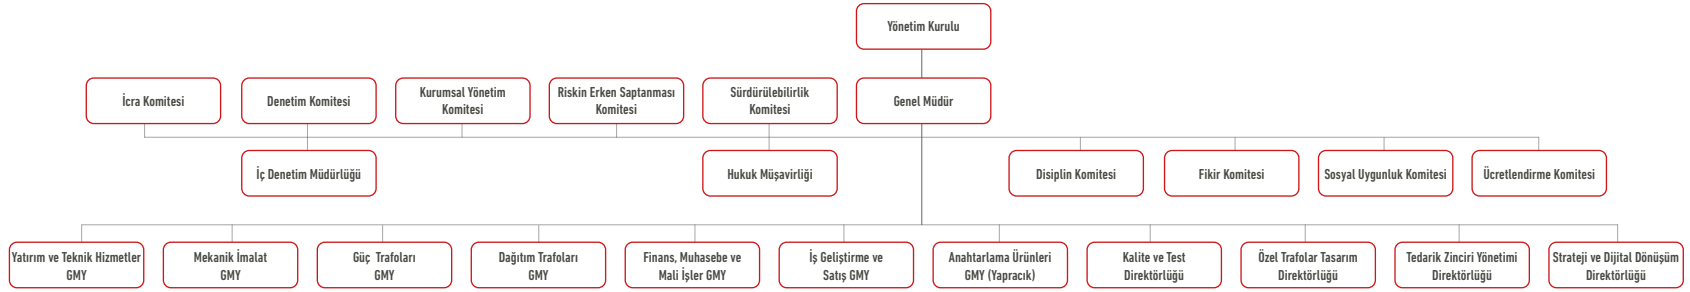 Yönetim Kurulu
İcra Komitesi
Denetim Komitesi
Kurumsal Yönetim
Komitesi
Riskin Erken Saptanması
Komitesi
Sürdürülebilirlik
Komitesi
Genel Müdür
İç Denetim Müdürlüğü
Hukuk Müşavirliği
Disiplin Komitesi
Fikir Komitesi
Sosyal Uygunluk Komitesi
Ücretlendirme Komitesi
Yatırım ve Teknik Hizmetler
GMY
Mekanik İmalat
GMY
Güç Trafoları
GMY
Dağıtım Trafoları
GMY
Finans, Muhasebe ve
Mali İşler GMY
İş Geliştirme ve
Satış GMY
Anahtarlama Ürünleri
GMY (Yapracık)
Kalite ve Test
Direktörlüğü
Özel Trafolar Tasarım
Direktörlüğü
Tedarik Zinciri Yönetimi
Direktörlüğü
Strateji ve Dijital Dönüşüm
Direktörlüğü